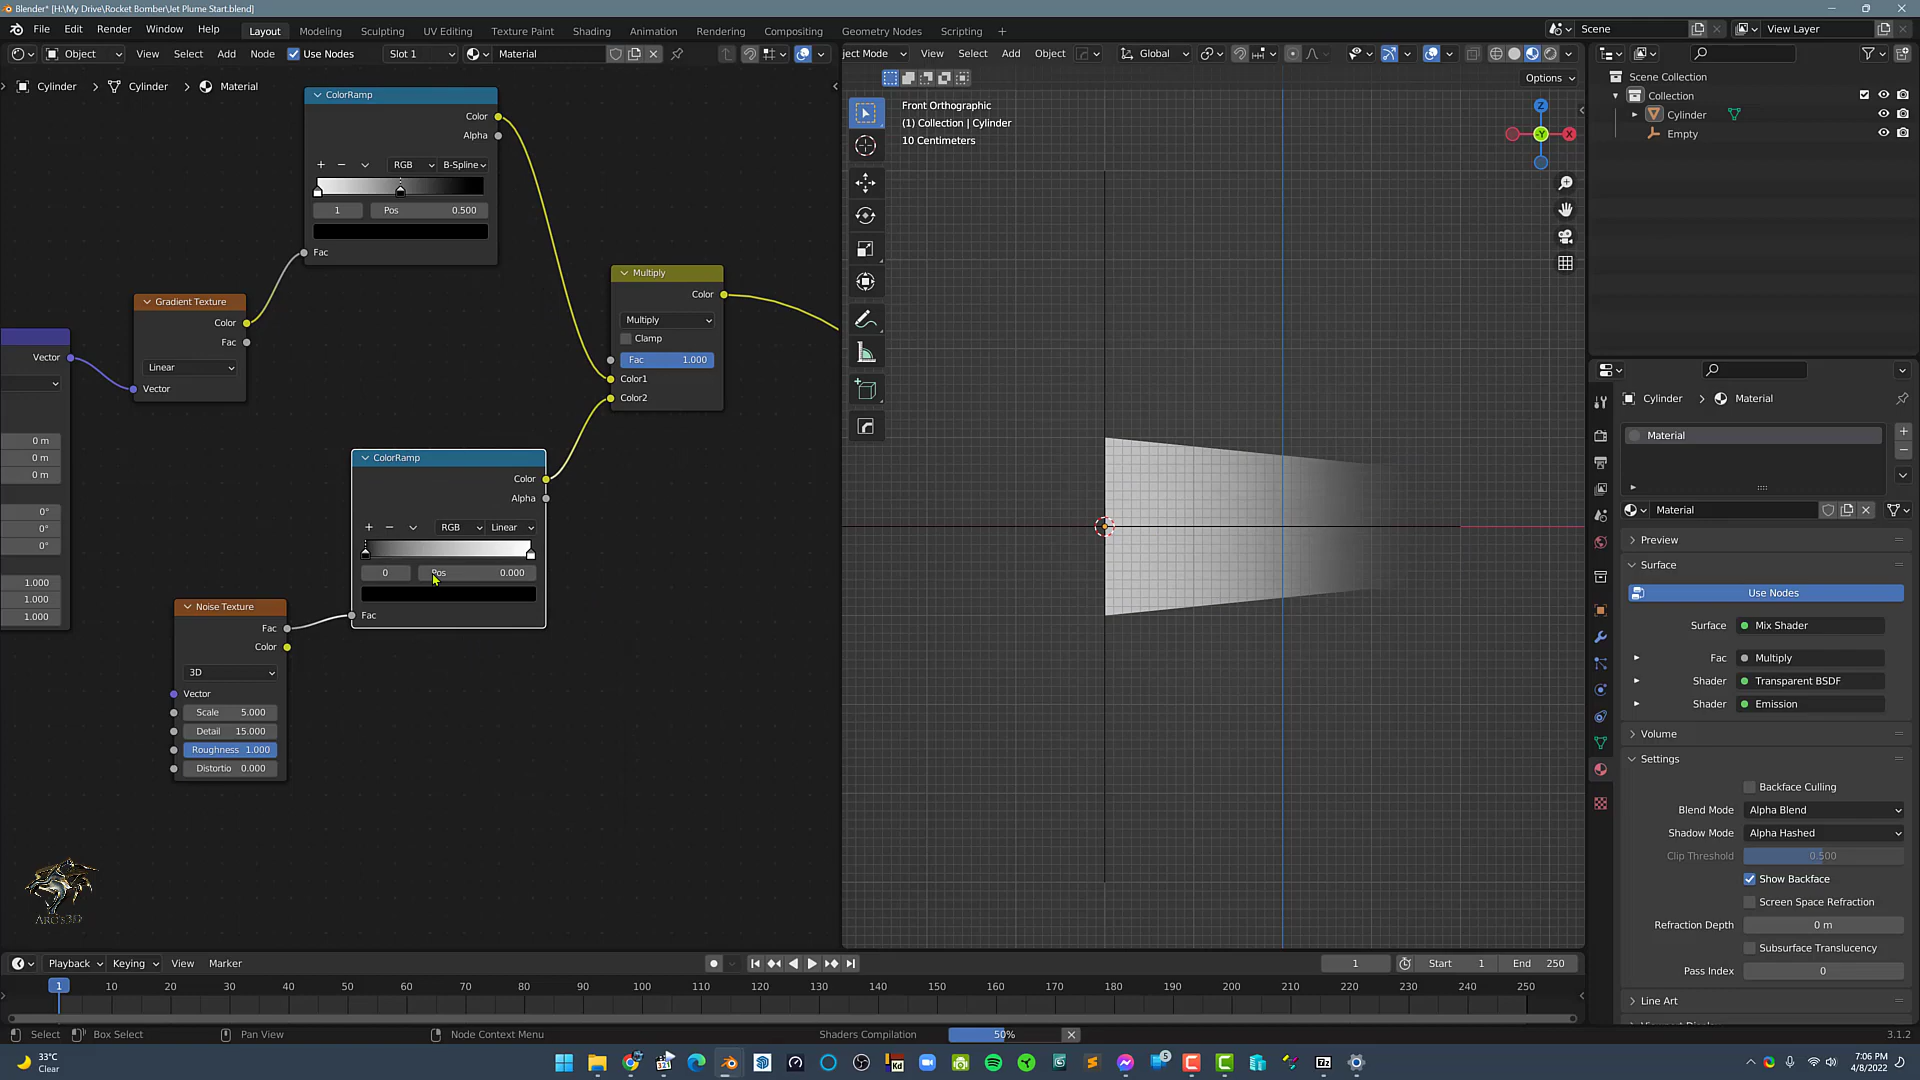 Blender* [H:\My Drive\Rocket Bomber\Jet Plume Start.blend]
File Edit Render Window Help Layout Modeling Sculpting UV Editing Texture Paint Shading Animation Rendering Compositing Geometry Nodes Scripting Scene View Layer
Object View Select Add Node Use Nodes Slot 1 Material
ject Mode View Select Add Object Global
Options
Cylinder > Cylinder > Material
ColorRamp
Color
Alpha
RGB B-Spline
1 Pos 0.500
Fac
Gradient Texture
Color
Fac
Linear
Vector
Vector
0 m
0 m
0 m
0°
0°
0°
1.000
1.000
1.000
Multiply
Color
Multiply
Clamp
Fac 1.000
Color1
Color2
ColorRamp
Color
Alpha
RGB Linear
0 Pos 0.000
Fac
Noise Texture
Fac
Color
3D
Vector
Scale 5.000
Detail 15.000
Roughness 1.000
Distortio 0.000
ARC's3D
Front Orthographic
(1) Collection | Cylinder
10 Centimeters
Z
X
-Y
Scene Collection
Collection
Cylinder
Empty
Cylinder > Material
Material
Material
Preview
Surface
Use Nodes
Surface Mix Shader
Fac Multiply
Shader Transparent BSDF
Shader Emission
Volume
Settings
Backface Culling
Blend Mode Alpha Blend
Shadow Mode Alpha Hashed
Clip Threshold 0.500
Show Backface
Screen Space Refraction
Refraction Depth 0 m
Subsurface Translucency
Pass Index 0
Line Art
Playback Keying View Marker
1 Start 1 End 250
1 10 20 30 40 50 60 70 80 90 100 110 120 130 140 150 160 170 180 190 200 210 220 230 240 250
Select Box Select Pan View Node Context Menu Shaders Compilation 50% 3.1.2
33°C
Clear
Kd
5
7z
7:06 PM
4/8/2022